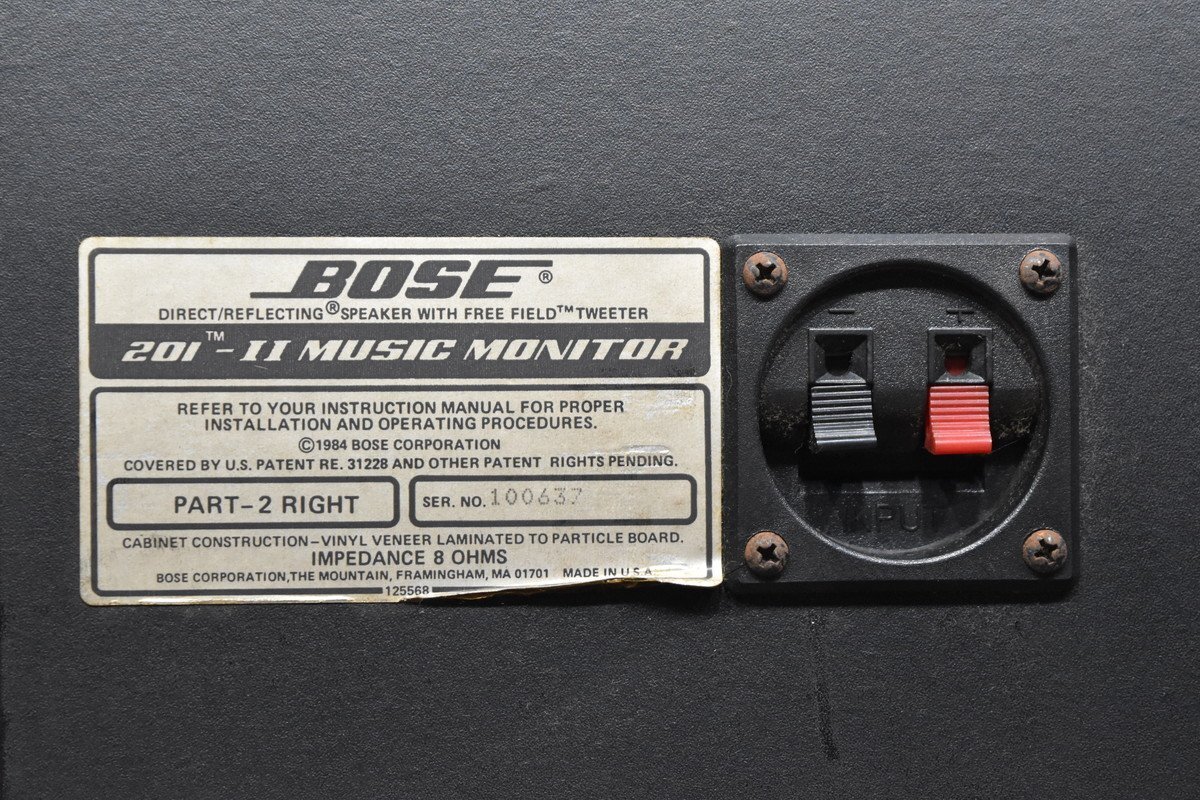 BOSE®
DIRECT/REFLECTING® SPEAKER WITH FREE FIELD™ TWEETER
201™-II MUSIC MONITOR
REFER TO YOUR INSTRUCTION MANUAL FOR PROPER
INSTALLATION AND OPERATING PROCEDURES.
©1984 BOSE CORPORATION
COVERED BY U.S. PATENT RE. 31228 AND OTHER PATENT RIGHTS PENDING.
PART-2 RIGHT
SER. NO. 100637
CABINET CONSTRUCTION-VINYL VENEER LAMINATED TO PARTICLE BOARD.
IMPEDANCE 8 OHMS
BOSE CORPORATION, THE MOUNTAIN, FRAMINGHAM, MA 01701 MADE IN U.S.A.
125568
- +
INPUT